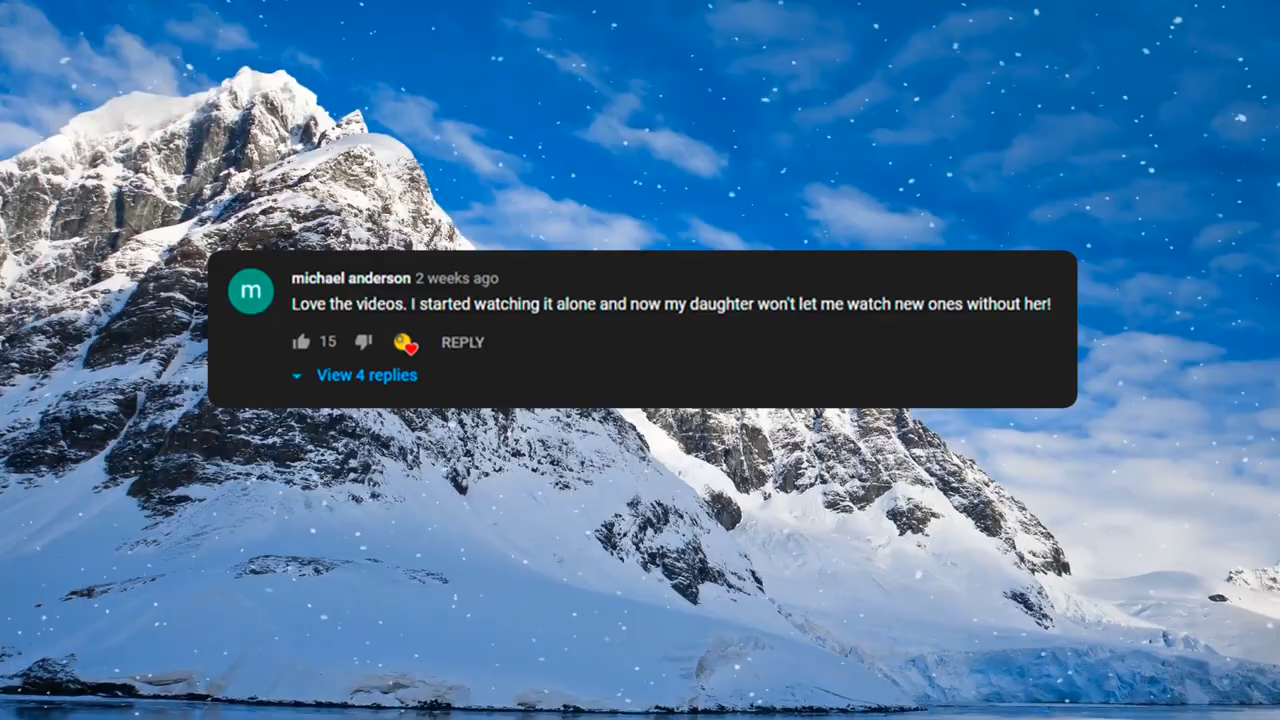 m
michael anderson 2 weeks ago
Love the videos. I started watching it alone and now my daughter won't let me watch new ones without her!
15 REPLY
View 4 replies